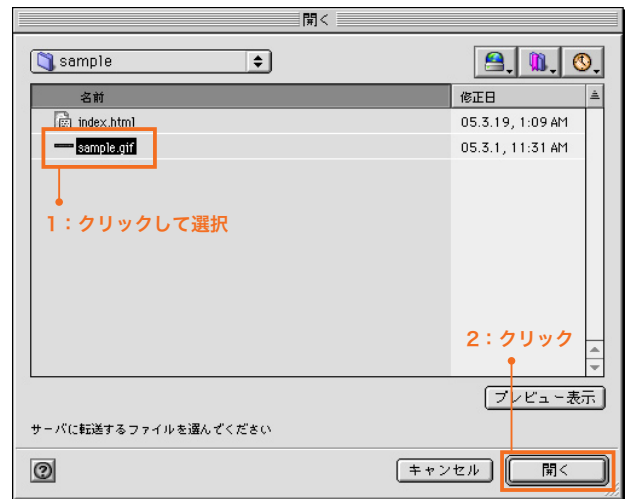 開く
sample
名前 修正日
index.html 05.3.19, 1:09 AM
sample.gif 05.3.1, 11:31 AM
1：クリックして選択
2：クリック
プレビュー表示
サーバに転送するファイルを選んでください
? キャンセル 開く